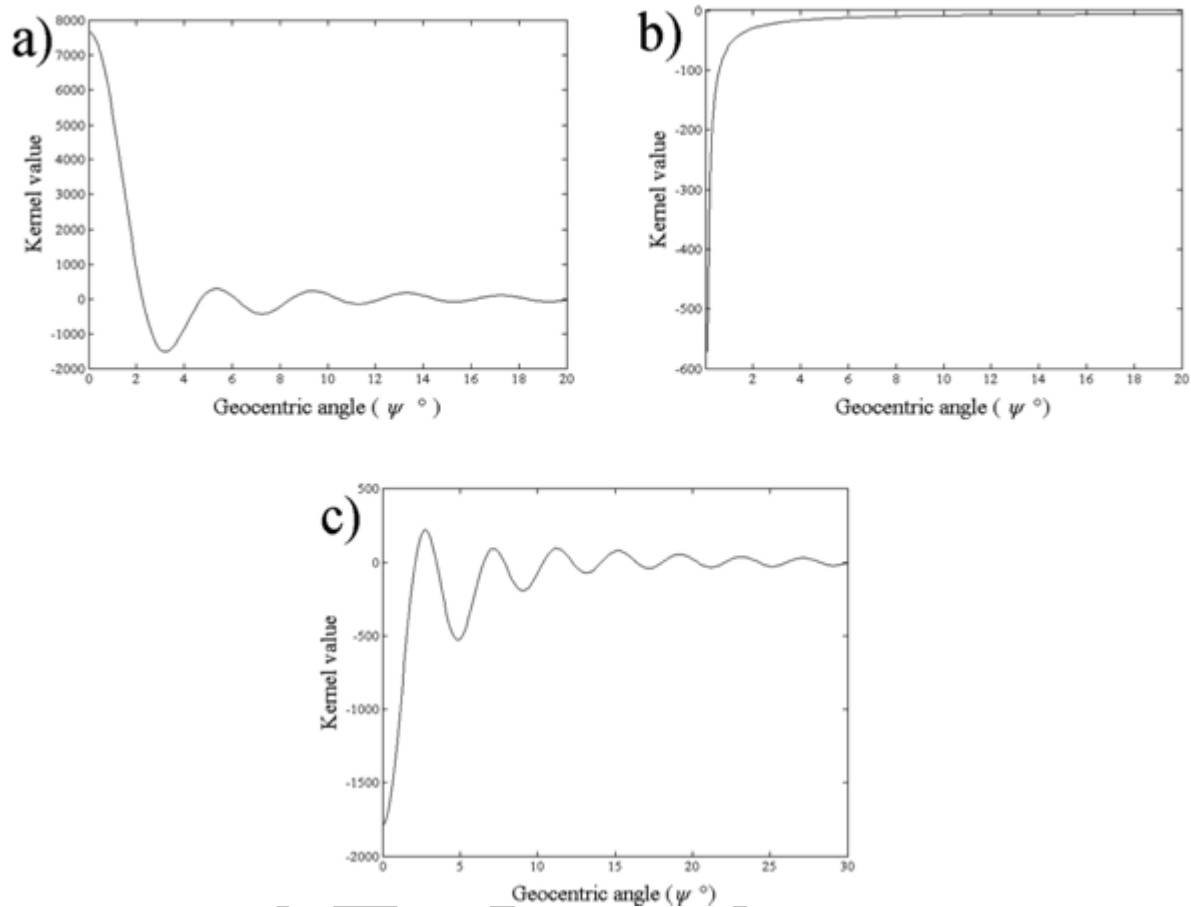 a)
8000
7000
6000
5000
4000
3000
2000
1000
0
-1000
-2000
Kernel value
0 2 4 6 8 10 12 14 16 18 20
Geocentric angle ( ψ ° )
b)
0
-100
-200
-300
-400
-500
-600
Kernel value
2 4 6 8 10 12 14 16 18 20
Geocentric angle ( ψ ° )
c)
500
0
-500
-1000
-1500
-2000
Kernel value
0 5 10 15 20 25 30
Geocentric angle (ψ °)